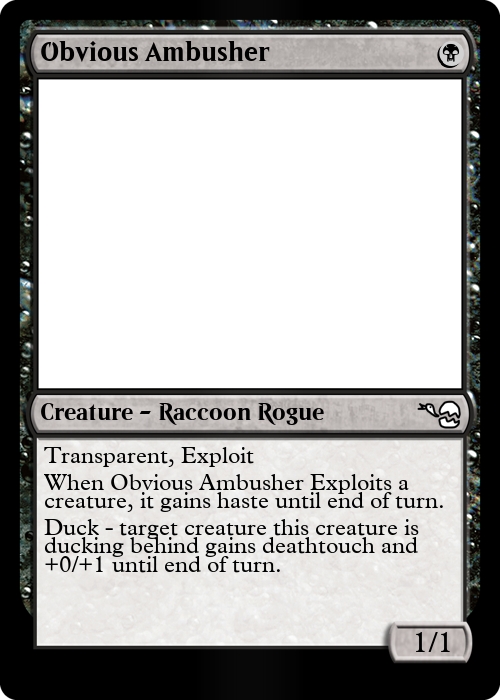 Obvious Ambusher
Creature – Raccoon Rogue
Transparent, Exploit
When Obvious Ambusher Exploits a
creature, it gains haste until end of turn.
Duck - target creature this creature is
ducking behind gains deathtouch and
+0/+1 until end of turn.
1/1